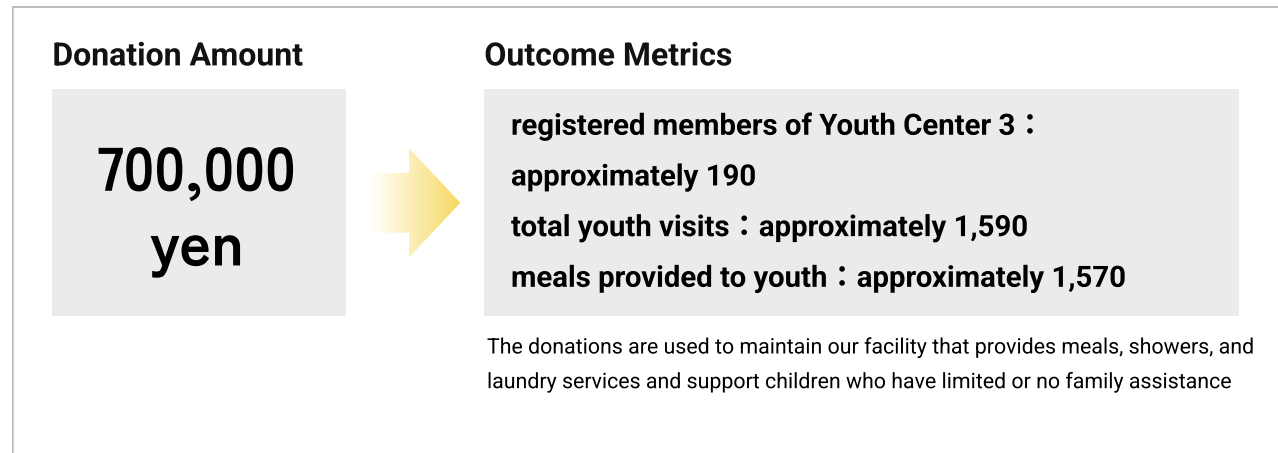 Donation Amount
700,000
yen
Outcome Metrics
registered members of Youth Center 3：
approximately 190
total youth visits：approximately 1,590
meals provided to youth：approximately 1,570
The donations are used to maintain our facility that provides meals, showers, and
laundry services and support children who have limited or no family assistance